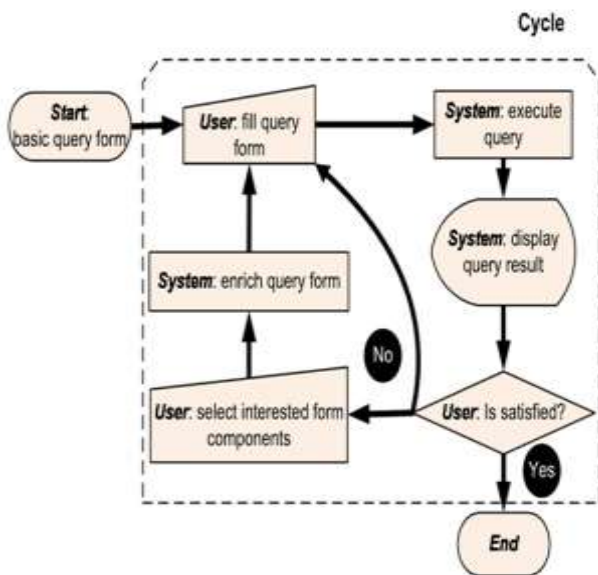 Cycle
Start:
basic query form
User: fill query
form
System: execute
query
System: display
query result
System: enrich query form
No
User: select interested form
components
User: Is satisfied?
Yes
End